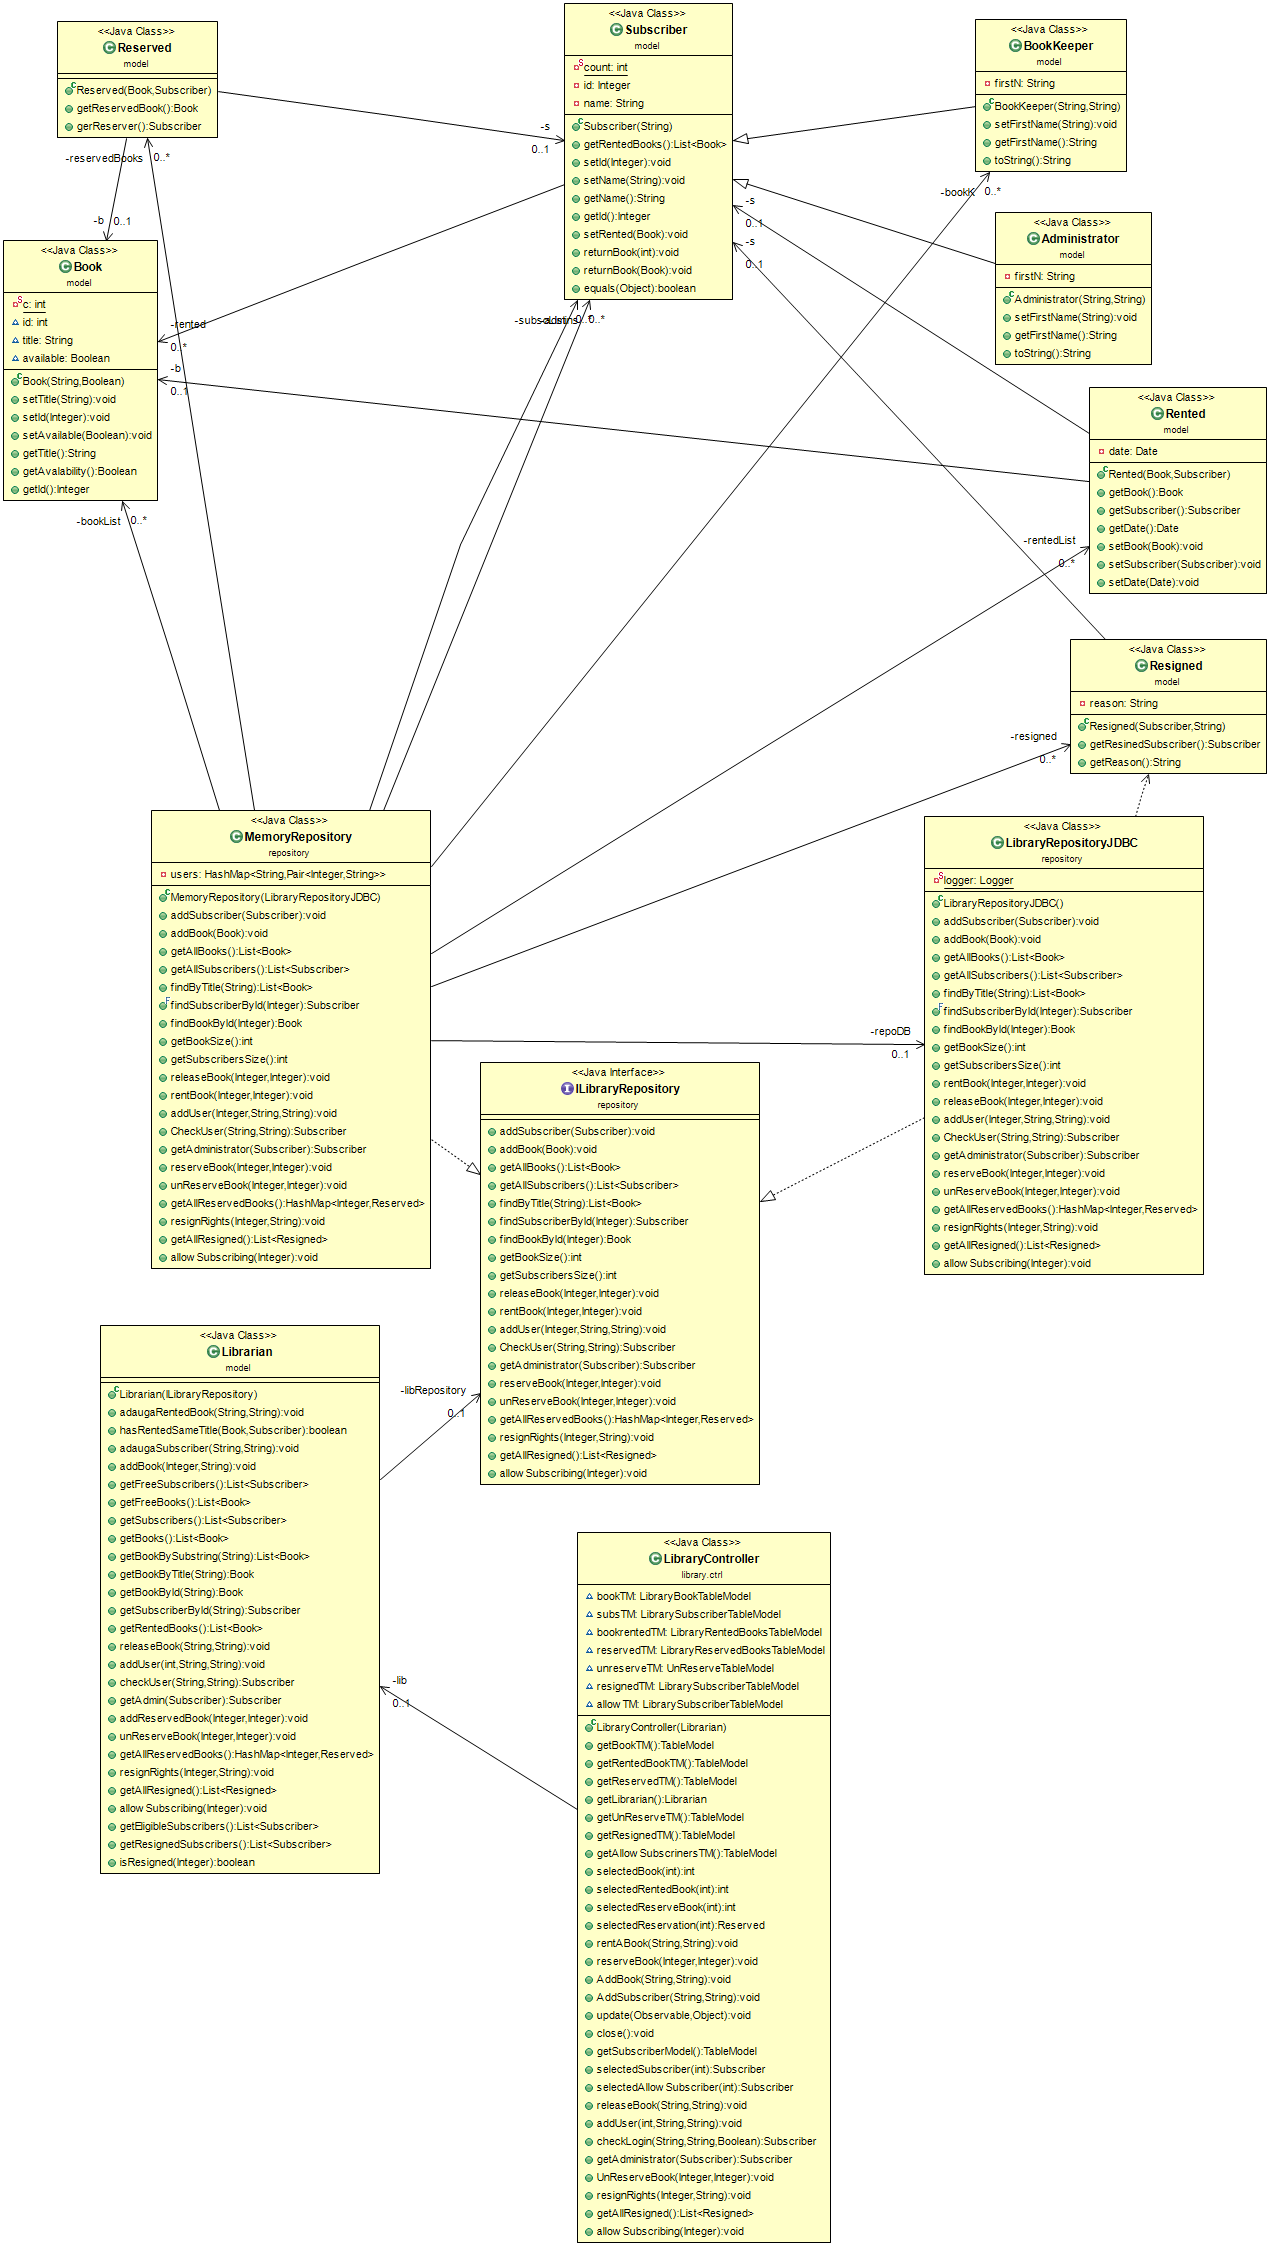 <<Java Class>>
Reserved
model
Reserved(Book,Subscriber)
getReservedBook():Book
gerReserver():Subscriber
<<Java Class>>
Subscriber
model
count: int
id: Integer
name: String
Subscriber(String)
getRentedBooks():List<Book>
setId(Integer):void
setName(String):void
getName():String
getId():Integer
setRented(Book):void
returnBook(int):void
returnBook(Book):void
equals(Object):boolean
<<Java Class>>
BookKeeper
model
firstN: String
BookKeeper(String,String)
setFirstName(String):void
getFirstName():String
toString():String
-s
0..1
-reservedBooks
0..*
-b
0..1
-bookK
0..*
-s
0..1
-s
0..1
<<Java Class>>
Administrator
model
firstN: String
Administrator(String,String)
setFirstName(String):void
getFirstName():String
toString():String
<<Java Class>>
Book
model
c: int
id: int
title: String
available: Boolean
Book(String,Boolean)
setTitle(String):void
setId(Integer):void
setAvailable(Boolean):void
getTitle():String
getAvalability():Boolean
getId():Integer
-rented
0..*
-b
0..1
0..*
0..*
-bookList
0..*
<<Java Class>>
Rented
model
date: Date
Rented(Book,Subscriber)
getBook():Book
getSubscriber():Subscriber
getDate():Date
setBook(Book):void
setSubscriber(Subscriber):void
setDate(Date):void
-rentedList
0..*
<<Java Class>>
Resigned
model
reason: String
Resigned(Subscriber,String)
getResinedSubscriber():Subscriber
getReason():String
-resigned
0..*
<<Java Class>>
MemoryRepository
repository
users: HashMap<String,Pair<Integer,String>>
MemoryRepository(LibraryRepositoryJDBC)
addSubscriber(Subscriber):void
addBook(Book):void
getAllBooks():List<Book>
getAllSubscribers():List<Subscriber>
findByTitle(String):List<Book>
findSubscriberById(Integer):Subscriber
findBookById(Integer):Book
getBookSize():int
getSubscribersSize():int
releaseBook(Integer,Integer):void
rentBook(Integer,Integer):void
addUser(Integer,String,String):void
CheckUser(String,String):Subscriber
getAdministrator(Subscriber):Subscriber
reserveBook(Integer,Integer):void
unReserveBook(Integer,Integer):void
getAllReservedBooks():HashMap<Integer,Reserved>
resignRights(Integer,String):void
getAllResigned():List<Resigned>
allowSubscribing(Integer):void
<<Java Class>>
LibraryRepositoryJDBC
repository
logger: Logger
LibraryRepositoryJDBC()
addSubscriber(Subscriber):void
addBook(Book):void
getAllBooks():List<Book>
getAllSubscribers():List<Subscriber>
findByTitle(String):List<Book>
findSubscriberById(Integer):Subscriber
findBookById(Integer):Book
getBookSize():int
getSubscribersSize():int
rentBook(Integer,Integer):void
releaseBook(Integer,Integer):void
addUser(Integer,String,String):void
CheckUser(String,String):Subscriber
getAdministrator(Subscriber):Subscriber
reserveBook(Integer,Integer):void
unReserveBook(Integer,Integer):void
getAllReservedBooks():HashMap<Integer,Reserved>
resignRights(Integer,String):void
getAllResigned():List<Resigned>
allowSubscribing(Integer):void
-repoDB
0..1
<<Java Interface>>
ILibraryRepository
repository
addSubscriber(Subscriber):void
addBook(Book):void
getAllBooks():List<Book>
getAllSubscribers():List<Subscriber>
findByTitle(String):List<Book>
findSubscriberById(Integer):Subscriber
findBookById(Integer):Book
getBookSize():int
getSubscribersSize():int
releaseBook(Integer,Integer):void
rentBook(Integer,Integer):void
addUser(Integer,String,String):void
CheckUser(String,String):Subscriber
getAdministrator(Subscriber):Subscriber
reserveBook(Integer,Integer):void
unReserveBook(Integer,Integer):void
getAllReservedBooks():HashMap<Integer,Reserved>
resignRights(Integer,String):void
getAllResigned():List<Resigned>
allowSubscribing(Integer):void
<<Java Class>>
Librarian
model
Librarian(ILibraryRepository)
adaugaRentedBook(String,String):void
hasRentedSameTitle(Book,Subscriber):boolean
adaugaSubscriber(String,String):void
addBook(Integer,String):void
getFreeSubscribers():List<Subscriber>
getFreeBooks():List<Book>
getSubscribers():List<Subscriber>
getBooks():List<Book>
getBookBySubstring(String):List<Book>
getBookByTitle(String):Book
getBookById(String):Book
getSubscriberById(String):Subscriber
getRentedBooks():List<Book>
releaseBook(String,String):void
addUser(int,String,String):void
checkUser(String,String):Subscriber
getAdmin(Subscriber):Subscriber
addReservedBook(Integer,Integer):void
unReserveBook(Integer,Integer):void
getAllReservedBooks():HashMap<Integer,Reserved>
resignRights(Integer,String):void
getAllResigned():List<Resigned>
allowSubscribing(Integer):void
getEligibleSubscribers():List<Subscriber>
getResignedSubscribers():List<Subscriber>
isResigned(Integer):boolean
-libRepository
0..1
-lib
0..1
<<Java Class>>
LibraryController
library.ctrl
bookTM: LibraryBookTableModel
subsTM: LibrarySubscriberTableModel
bookrentedTM: LibraryRentedBooksTableModel
reservedTM: LibraryReservedBooksTableModel
unreserveTM: UnReserveTableModel
resignedTM: LibrarySubscriberTableModel
allowTM: LibrarySubscriberTableModel
LibraryController(Librarian)
getBookTM():TableModel
getRentedBookTM():TableModel
getReservedTM():TableModel
getLibrarian():Librarian
getUnReserveTM():TableModel
getResignedTM():TableModel
getAllowSubscrinersTM():TableModel
selectedBook(int):int
selectedRentedBook(int):int
selectedReserveBook(int):int
selectedReservation(int):Reserved
rentABook(String,String):void
reserveBook(Integer,Integer):void
AddBook(String,String):void
AddSubscriber(String,String):void
update(Observable,Object):void
close():void
getSubscriberModel():TableModel
selectedSubscriber(int):Subscriber
selectedAllowSubscriber(int):Subscriber
releaseBook(String,String):void
addUser(int,String,String):void
checkLogin(String,String,Boolean):Subscriber
getAdministrator(Subscriber):Subscriber
UnReserveBook(Integer,Integer):void
resignRights(Integer,String):void
getAllResigned():List<Resigned>
allowSubscribing(Integer):void